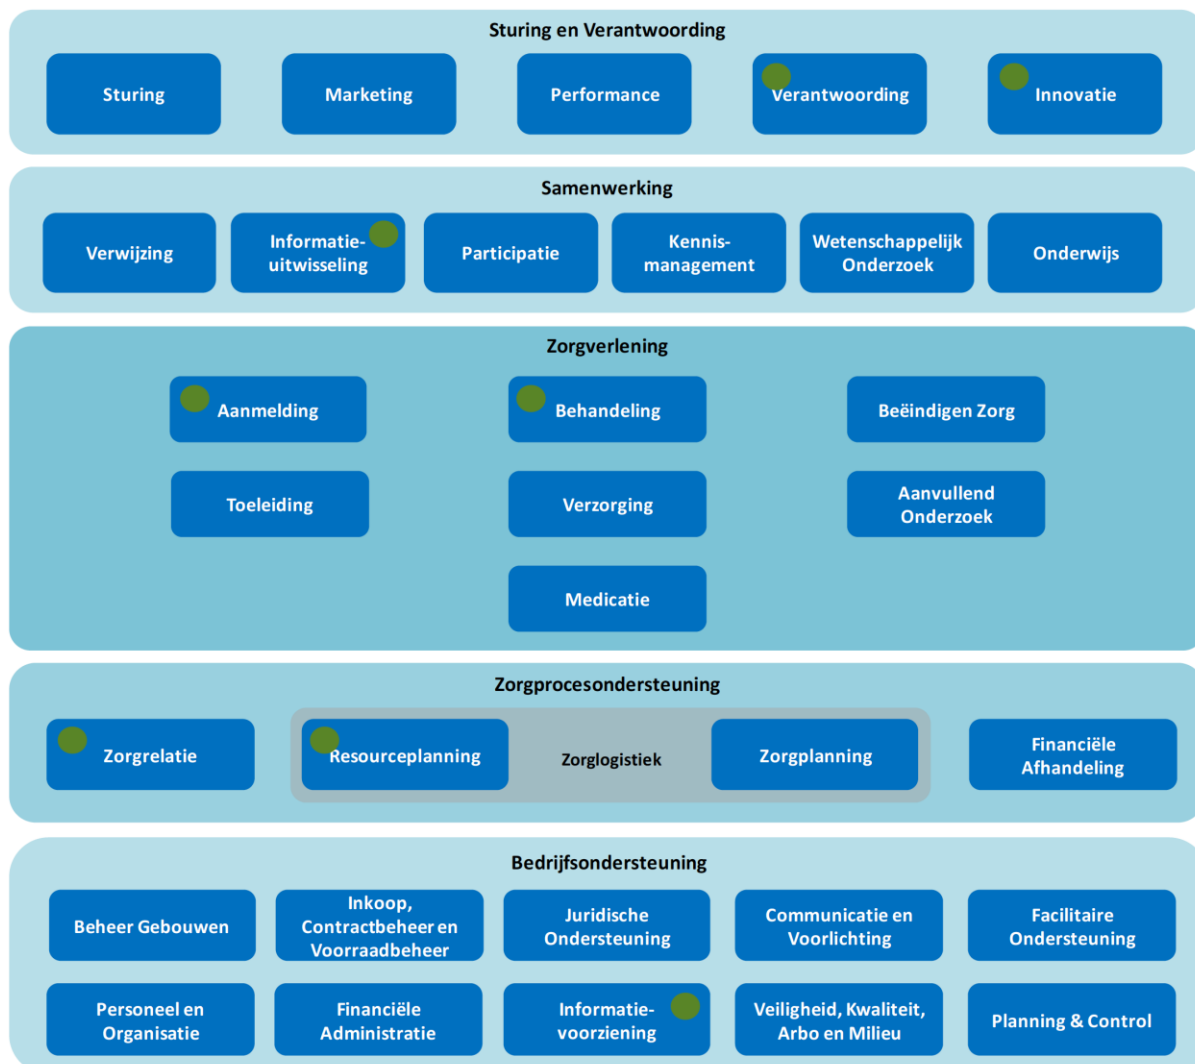 Sturing en Verantwoording
Sturing
Marketing
Performance
Verantwoording
Innovatie
Samenwerking
Verwijzing
Informatie-
uitwisseling
Participatie
Kennis-
management
Wetenschappelijk
Onderzoek
Onderwijs
Zorgverlening
Aanmelding
Behandeling
Beëindigen Zorg
Toeleiding
Verzorging
Aanvullend
Onderzoek
Medicatie
Zorgprocesondersteuning
Zorgrelatie
Resourceplanning
Zorglogistiek
Zorgplanning
Financiële
Afhandeling
Bedrijfsondersteuning
Beheer Gebouwen
Inkoop,
Contractbeheer en
Voorraadbeheer
Juridische
Ondersteuning
Communicatie en
Voorlichting
Facilitaire
Ondersteuning
Personeel en
Organisatie
Financiële
Administratie
Informatie-
voorziening
Veiligheid, Kwaliteit,
Arbo en Milieu
Planning & Control